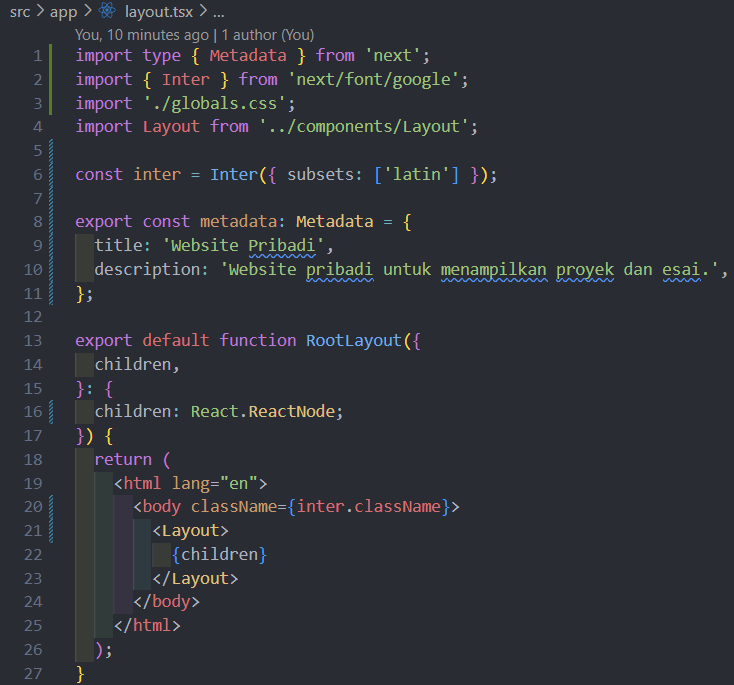 src > app > layout.tsx > ...
You, 10 minutes ago | 1 author (You)
1 import type { Metadata } from 'next';
2 import { Inter } from 'next/font/google';
3 import './globals.css';
4 import Layout from '../components/Layout';
5
6 const inter = Inter({ subsets: ['latin'] });
7
8 export const metadata: Metadata = {
9   title: 'Website Pribadi',
10   description: 'Website pribadi untuk menampilkan proyek dan esai.',
11 };
12
13 export default function RootLayout({
14   children,
15 }: {
16   children: React.ReactNode;
17 }) {
18   return (
19     <html lang="en">
20       <body className={inter.className}>
21         <Layout>
22           {children}
23         </Layout>
24       </body>
25     </html>
26   );
27 }